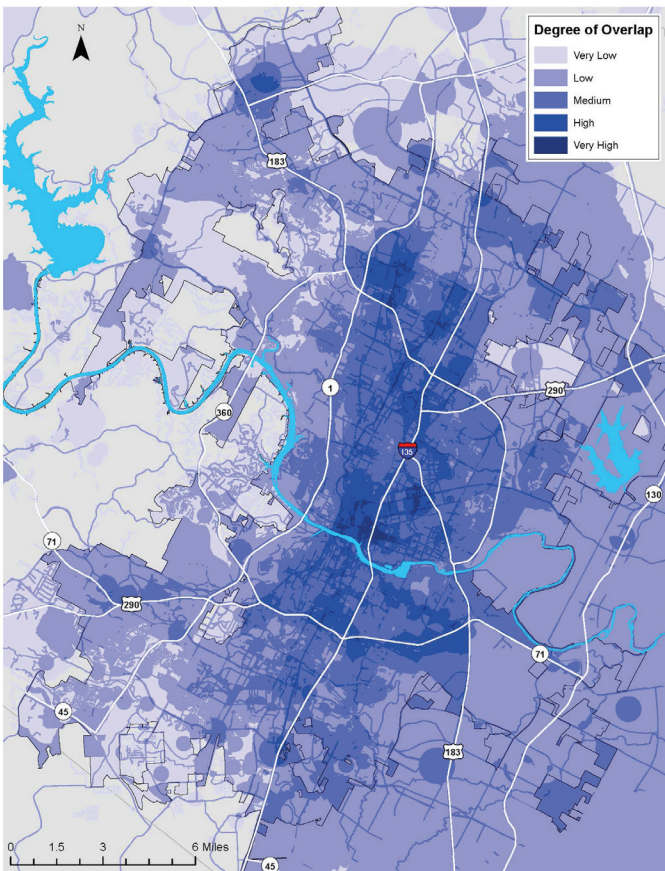 N
Degree of Overlap
Very Low
Low
Medium
High
Very High
183
1
360
290
I35
130
71
290
71
45
183
0 1.5 3 6 Miles
45